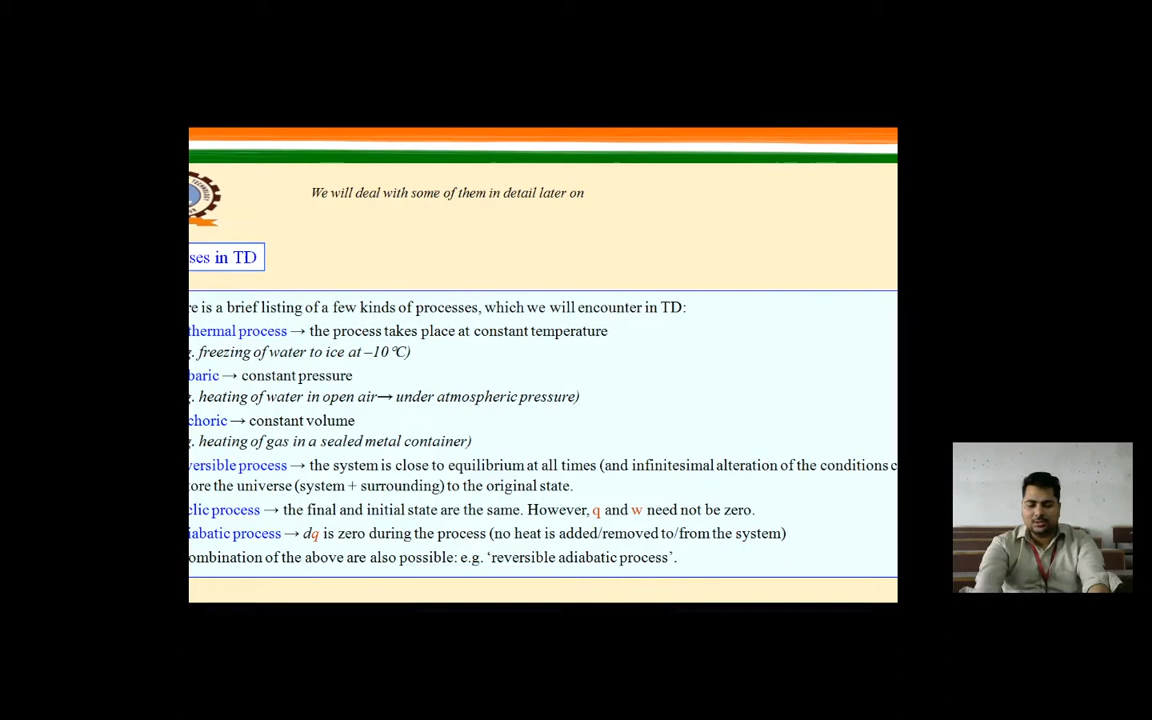 We will deal with some of them in detail later on
ses in TD
re is a brief listing of a few kinds of processes, which we will encounter in TD:
thermal process → the process takes place at constant temperature
g. freezing of water to ice at –10°C)
baric → constant pressure
g. heating of water in open air→ under atmospheric pressure)
choric → constant volume
g. heating of gas in a sealed metal container)
versible process → the system is close to equilibrium at all times (and infinitesimal alteration of the conditions c
ore the universe (system + surrounding) to the original state.
clic process → the final and initial state are the same. However, q and w need not be zero.
iabatic process → dq is zero during the process (no heat is added/removed to/from the system)
ombination of the above are also possible: e.g. ‘reversible adiabatic process’.